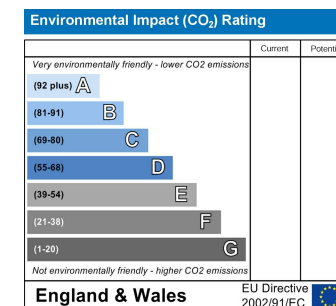 Environmental Impact (CO₂) Rating
Current
Very environmentally friendly - lower CO2 emissions
(92 plus) A
(81-91) B
(69-80) C
(55-68) D
(39-54) E
(21-38) F
(1-20) G
Not environmentally friendly - higher CO2 emissions
England & Wales
EU Directive
2002/91/EC